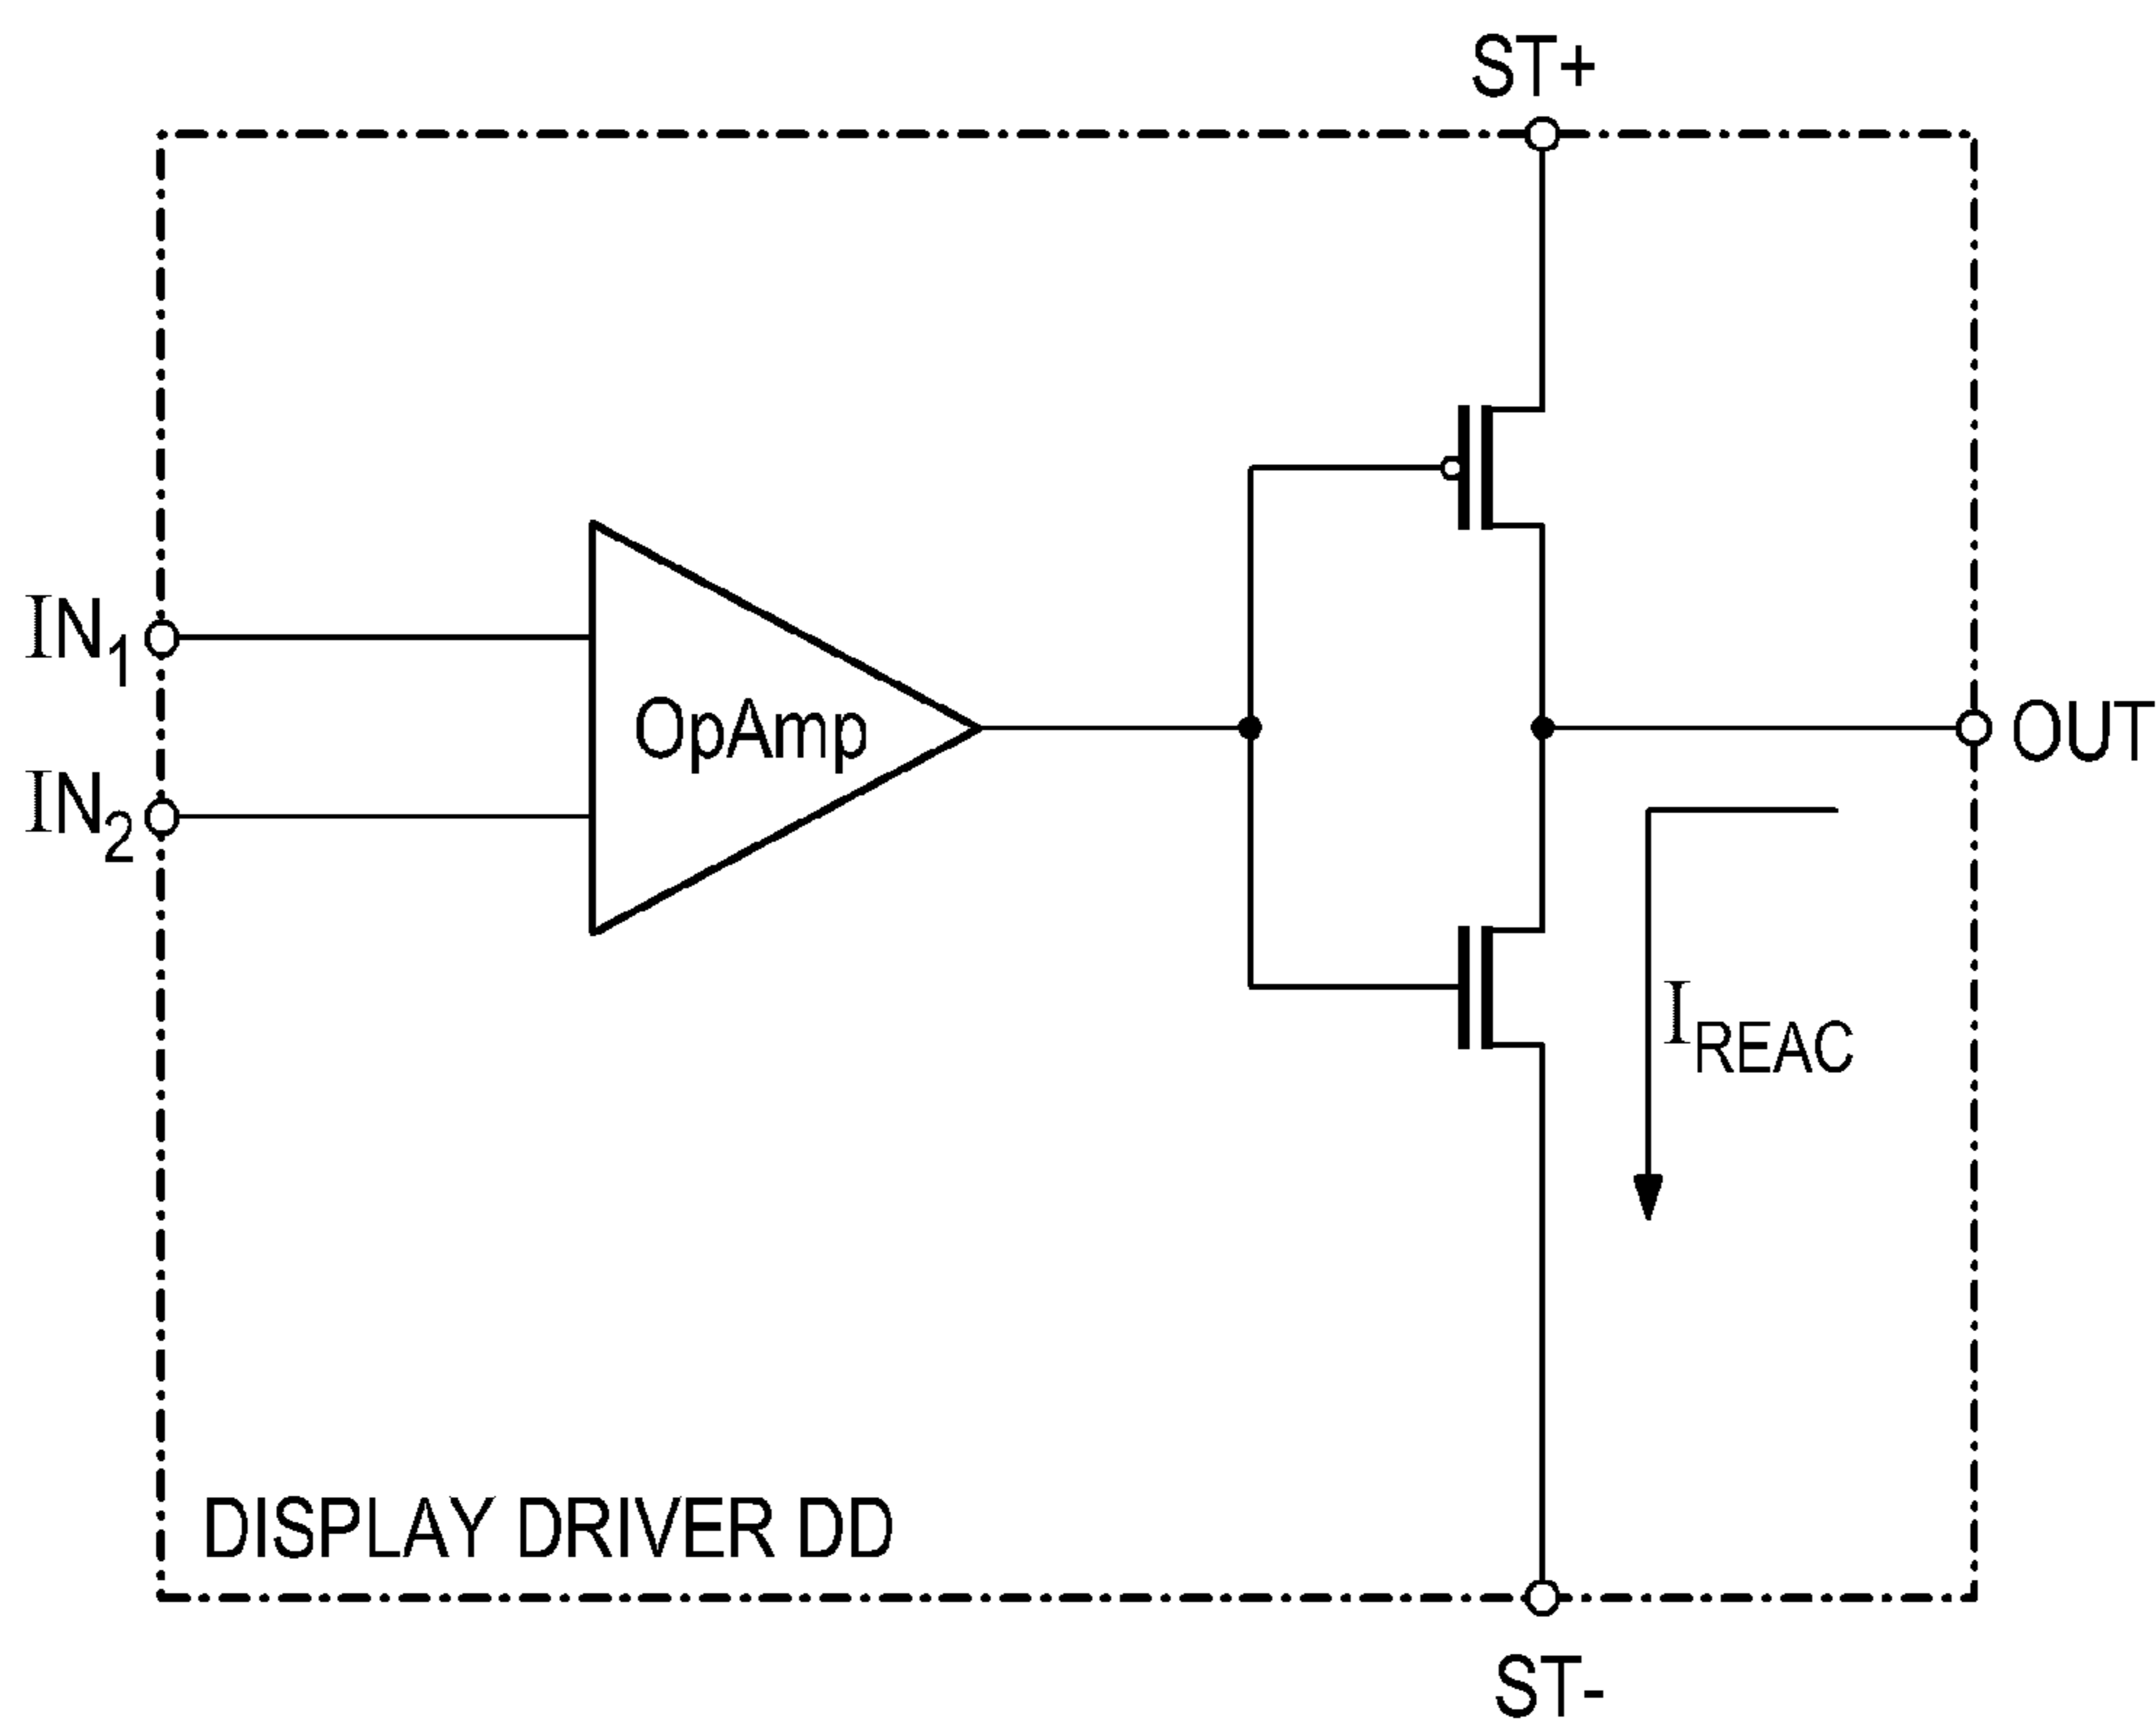 ST+
IN1
OpAmp
OUT
IN2
IREAC
DISPLAY DRIVER DD
ST-